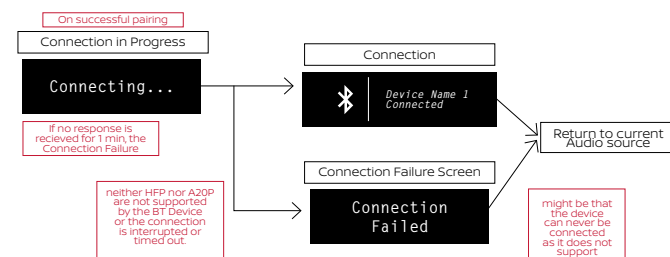 On successful pairing
Connection in Progress
Connecting...
If no response is
recieved for 1 min, the
Connection Failure
Connection
Device Name 1
Connected
neither HFP nor A20P
are not supported
by the BT Device
or the connection
is interrupted or
timed out.
Connection Failure Screen
Connection
Failed
Return to current
Audio source
might be that
the device
can never be
connected
as it does not
support